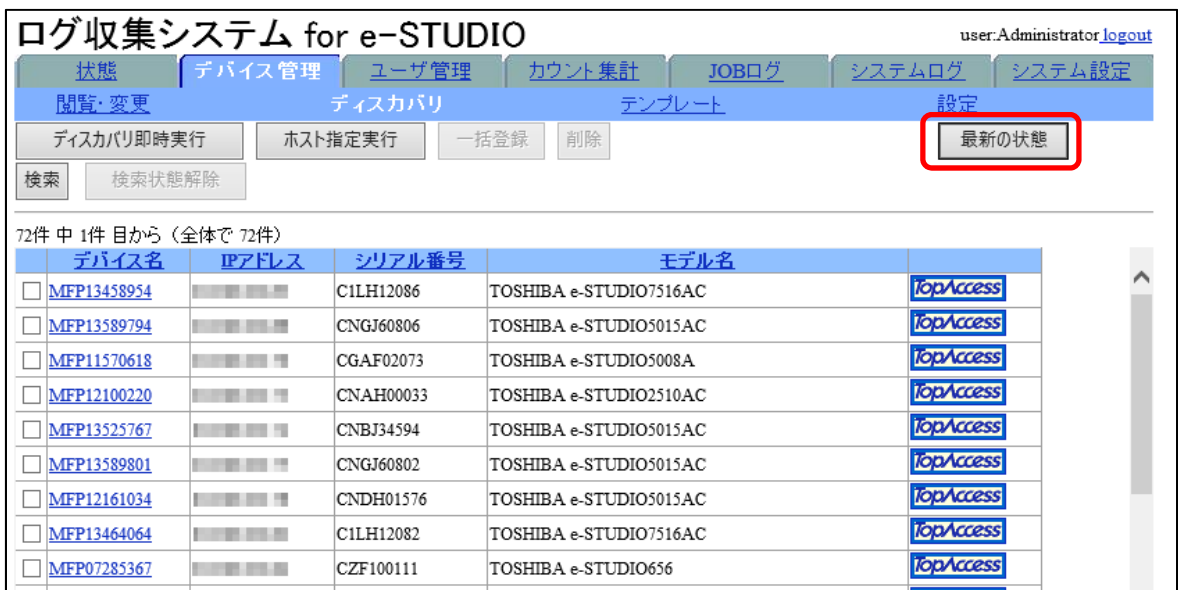 ログ収集システム for e-STUDIO
user:Administrator logout
状態 デバイス管理 ユーザ管理 カウント集計 JOBログ システムログ システム設定
閲覧・変更 ディスカバリ テンプレート 設定
ディスカバリ即時実行 ホスト指定実行 一括登録 削除 最新の状態
検索 検索状態解除
72件 中 1件 目から（全体で 72件）
デバイス名 IPアドレス シリアル番号 モデル名
MFP13458954 C1LH12086 TOSHIBA e-STUDIO7516AC TopAccess
MFP13589794 CNGJ60806 TOSHIBA e-STUDIO5015AC TopAccess
MFP11570618 CGAF02073 TOSHIBA e-STUDIO5008A TopAccess
MFP12100220 CNAH00033 TOSHIBA e-STUDIO2510AC TopAccess
MFP13525767 CNBJ34594 TOSHIBA e-STUDIO5015AC TopAccess
MFP13589801 CNGJ60802 TOSHIBA e-STUDIO5015AC TopAccess
MFP12161034 CNDH01576 TOSHIBA e-STUDIO5015AC TopAccess
MFP13464064 C1LH12082 TOSHIBA e-STUDIO7516AC TopAccess
MFP07285367 CZF100111 TOSHIBA e-STUDIO656 TopAccess